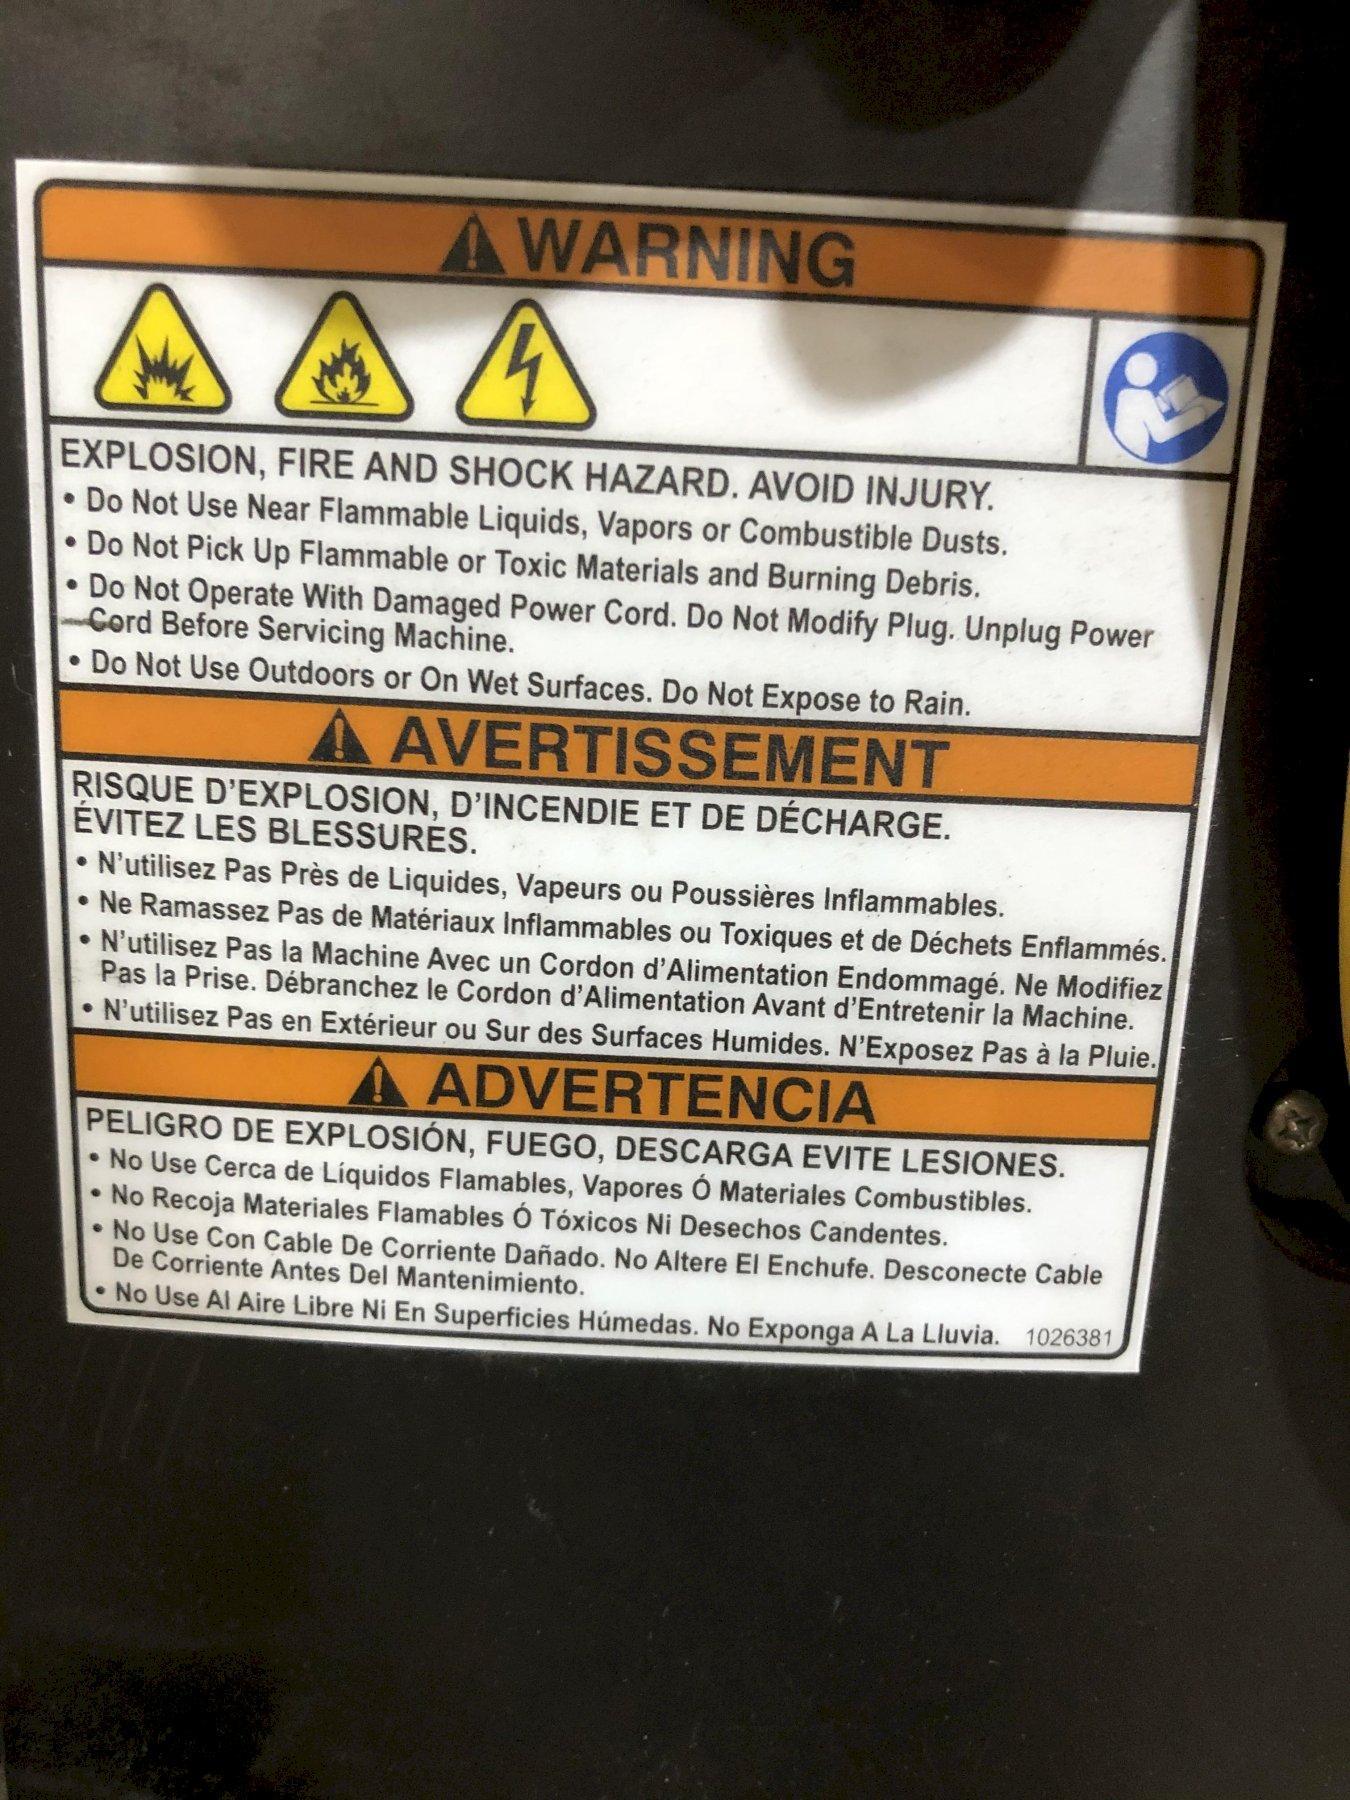 WARNING
EXPLOSION, FIRE AND SHOCK HAZARD. AVOID INJURY.
• Do Not Use Near Flammable Liquids, Vapors or Combustible Dusts.
• Do Not Pick Up Flammable or Toxic Materials and Burning Debris.
• Do Not Operate With Damaged Power Cord. Do Not Modify Plug. Unplug Power
Cord Before Servicing Machine.
• Do Not Use Outdoors or On Wet Surfaces. Do Not Expose to Rain.
AVERTISSEMENT
RISQUE D'EXPLOSION, D'INCENDIE ET DE DÉCHARGE.
ÉVITEZ LES BLESSURES.
• N'utilisez Pas Près de Liquides, Vapeurs ou Poussières Inflammables.
• Ne Ramassez Pas de Matériaux Inflammables ou Toxiques et de Déchets Enflammés.
• N'utilisez Pas la Machine Avec un Cordon d'Alimentation Endommagé. Ne Modifiez
Pas la Prise. Débranchez le Cordon d'Alimentation Avant d'Entretenir la Machine.
• N'utilisez Pas en Extérieur ou Sur des Surfaces Humides. N'Exposez Pas à la Pluie.
ADVERTENCIA
PELIGRO DE EXPLOSIÓN, FUEGO, DESCARGA EVITE LESIONES.
• No Use Cerca de Líquidos Flamables, Vapores Ó Materiales Combustibles.
• No Recoja Materiales Flamables Ó Tóxicos Ni Desechos Candentes.
• No Use Con Cable De Corriente Dañado. No Altere El Enchufe. Desconecte Cable
De Corriente Antes Del Mantenimiento.
• No Use Al Aire Libre Ni En Superficies Húmedas. No Exponga A La Lluvia. 1026381